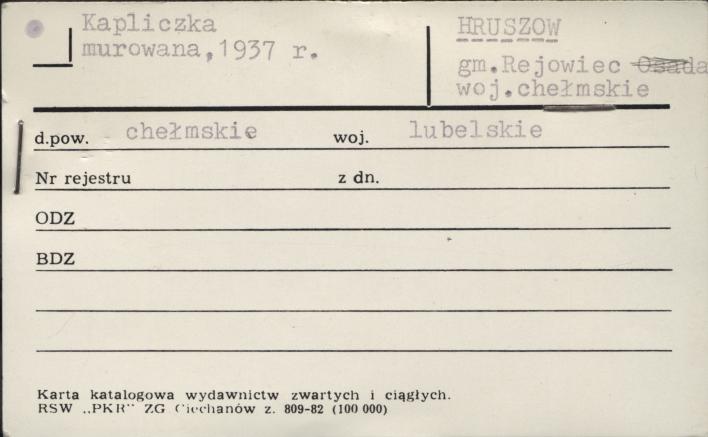 Kapliczka
murowana,1937 r.
HRUSZOW
gm.Rejowiec Osada
woj.chełmskie
d.pow. chełmskie woj. lubelskie
Nr rejestru z dn.
ODZ
BDZ
Karta katalogowa wydawnictw zwartych i ciągłych.
RSW „PKR” ZG Ciechanów z. 809-82 (100 000)